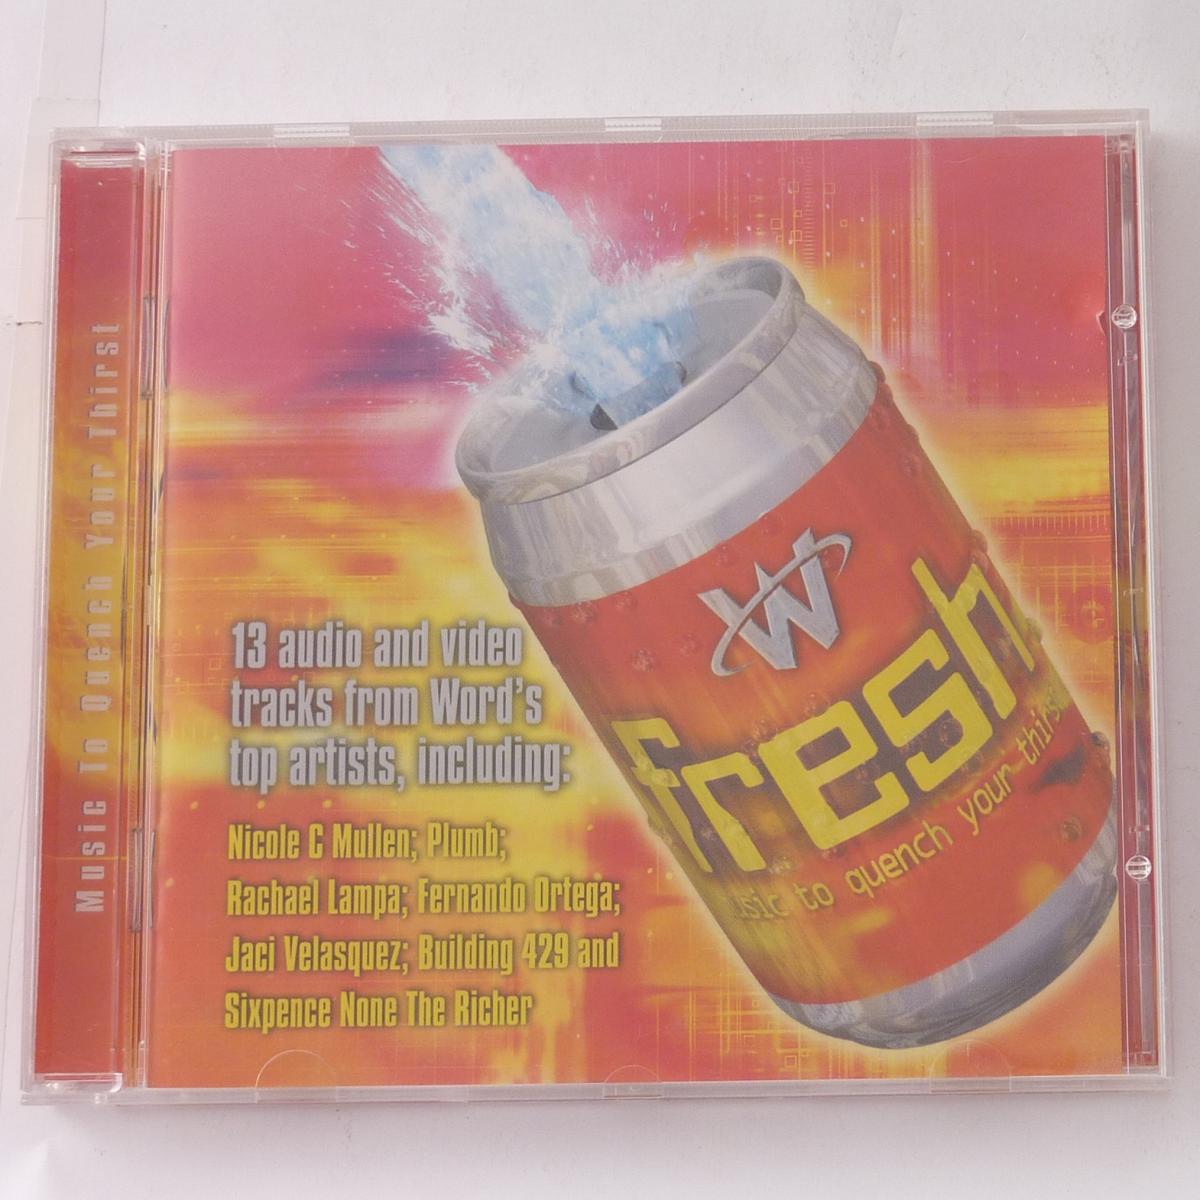 Music To Quench Your Thirst
W
fresh
music to quench your thirst
13 audio and video
tracks from Word's
top artists, including:
Nicole C Mullen; Plumb;
Rachael Lampa; Fernando Ortega;
Jaci Velasquez; Building 429 and
Sixpence None The Richer